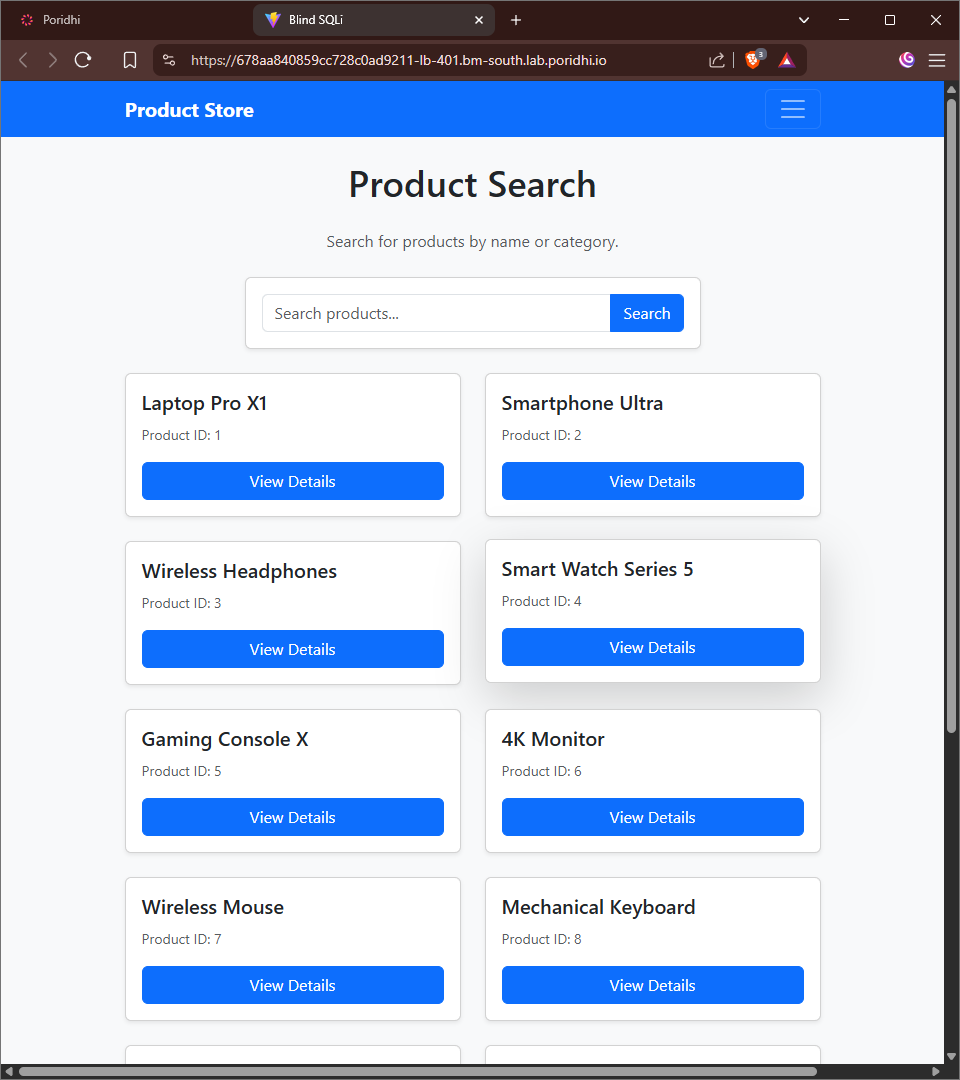 Poridhi
Blind SQLi
https://678aa840859cc728c0ad9211-lb-401.bm-south.lab.poridhi.io
3
Product Store
Product Search
Search for products by name or category.
Search products...
Search
Laptop Pro X1
Product ID: 1
View Details
Smartphone Ultra
Product ID: 2
View Details
Wireless Headphones
Product ID: 3
View Details
Smart Watch Series 5
Product ID: 4
View Details
Gaming Console X
Product ID: 5
View Details
4K Monitor
Product ID: 6
View Details
Wireless Mouse
Product ID: 7
View Details
Mechanical Keyboard
Product ID: 8
View Details